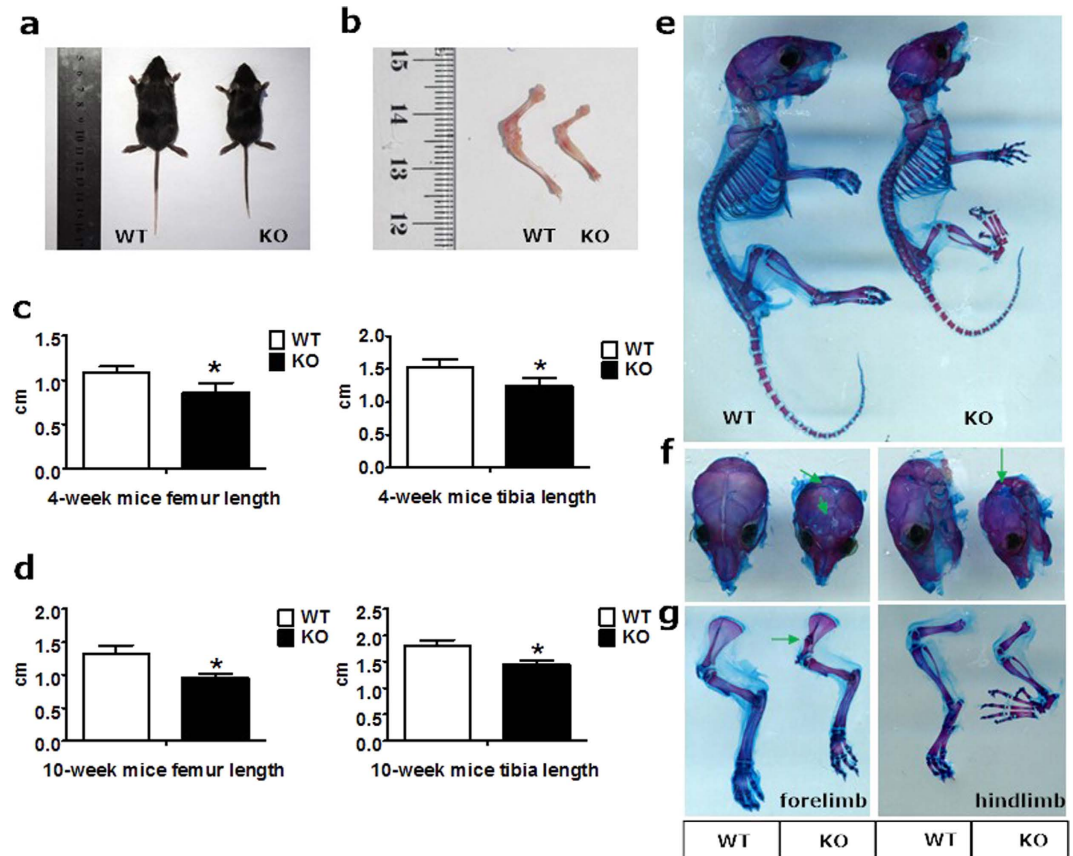 a
WT
KO
b
15
14
13
12
WT
KO
c
1.5
1.0
0.5
0.0
cm
WT
KO
*
4-week mice femur length
2.0
1.5
1.0
0.5
0.0
cm
WT
KO
*
4-week mice tibia length
d
2.0
1.5
1.0
0.5
0.0
cm
WT
KO
*
10-week mice femur length
2.5
2.0
1.5
1.0
0.5
0.0
cm
WT
KO
*
10-week mice tibia length
e
WT
KO
f
g
forelimb
hindlimb
WT
KO
WT
KO